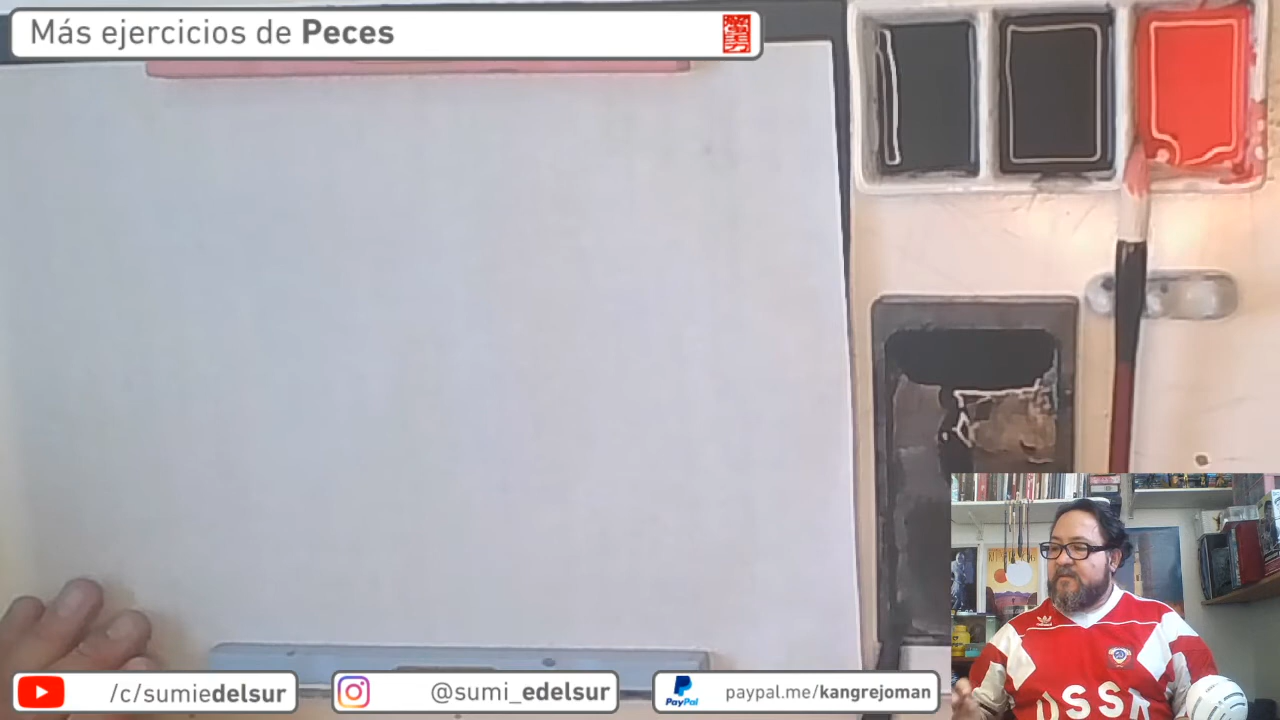 Más ejercicios de Peces
/c/sumiedelsur
@sumi_edelsur
PayPal
paypal.me/kangrejoman
USSR